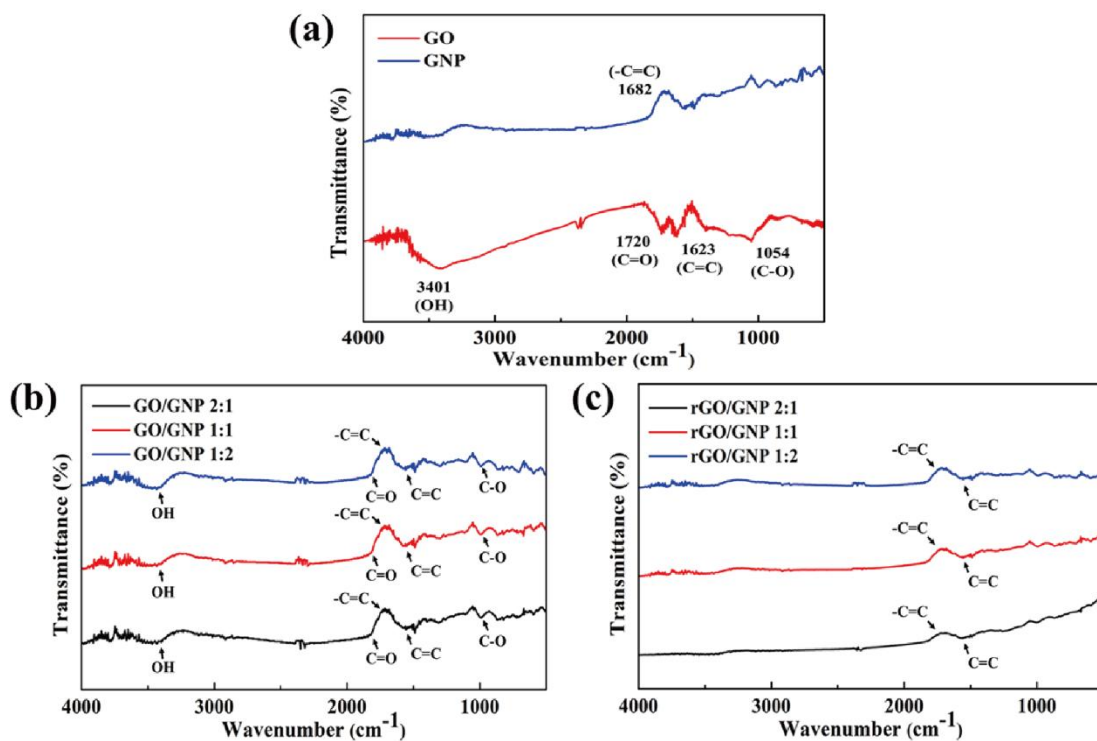 (a)
GO
GNP
(-C=C)
1682
1720
(C=O)
1623
(C=C)
1054
(C-O)
3401
(OH)
Transmittance (%)
4000 3000 2000 1000
Wavenumber (cm-1)
(b)
GO/GNP 2:1
GO/GNP 1:1
GO/GNP 1:2
-C=C
OH
C=O
C=C
C-O
-C=C
OH
C=O
C=C
C-O
-C=C
OH
C=O
C=C
C-O
Transmittance (%)
4000 3000 2000 1000
Wavenumber (cm-1)
(c)
rGO/GNP 2:1
rGO/GNP 1:1
rGO/GNP 1:2
-C=C
C=C
-C=C
C=C
-C=C
C=C
Transmittance (%)
4000 3000 2000 1000
Wavenumber (cm-1)